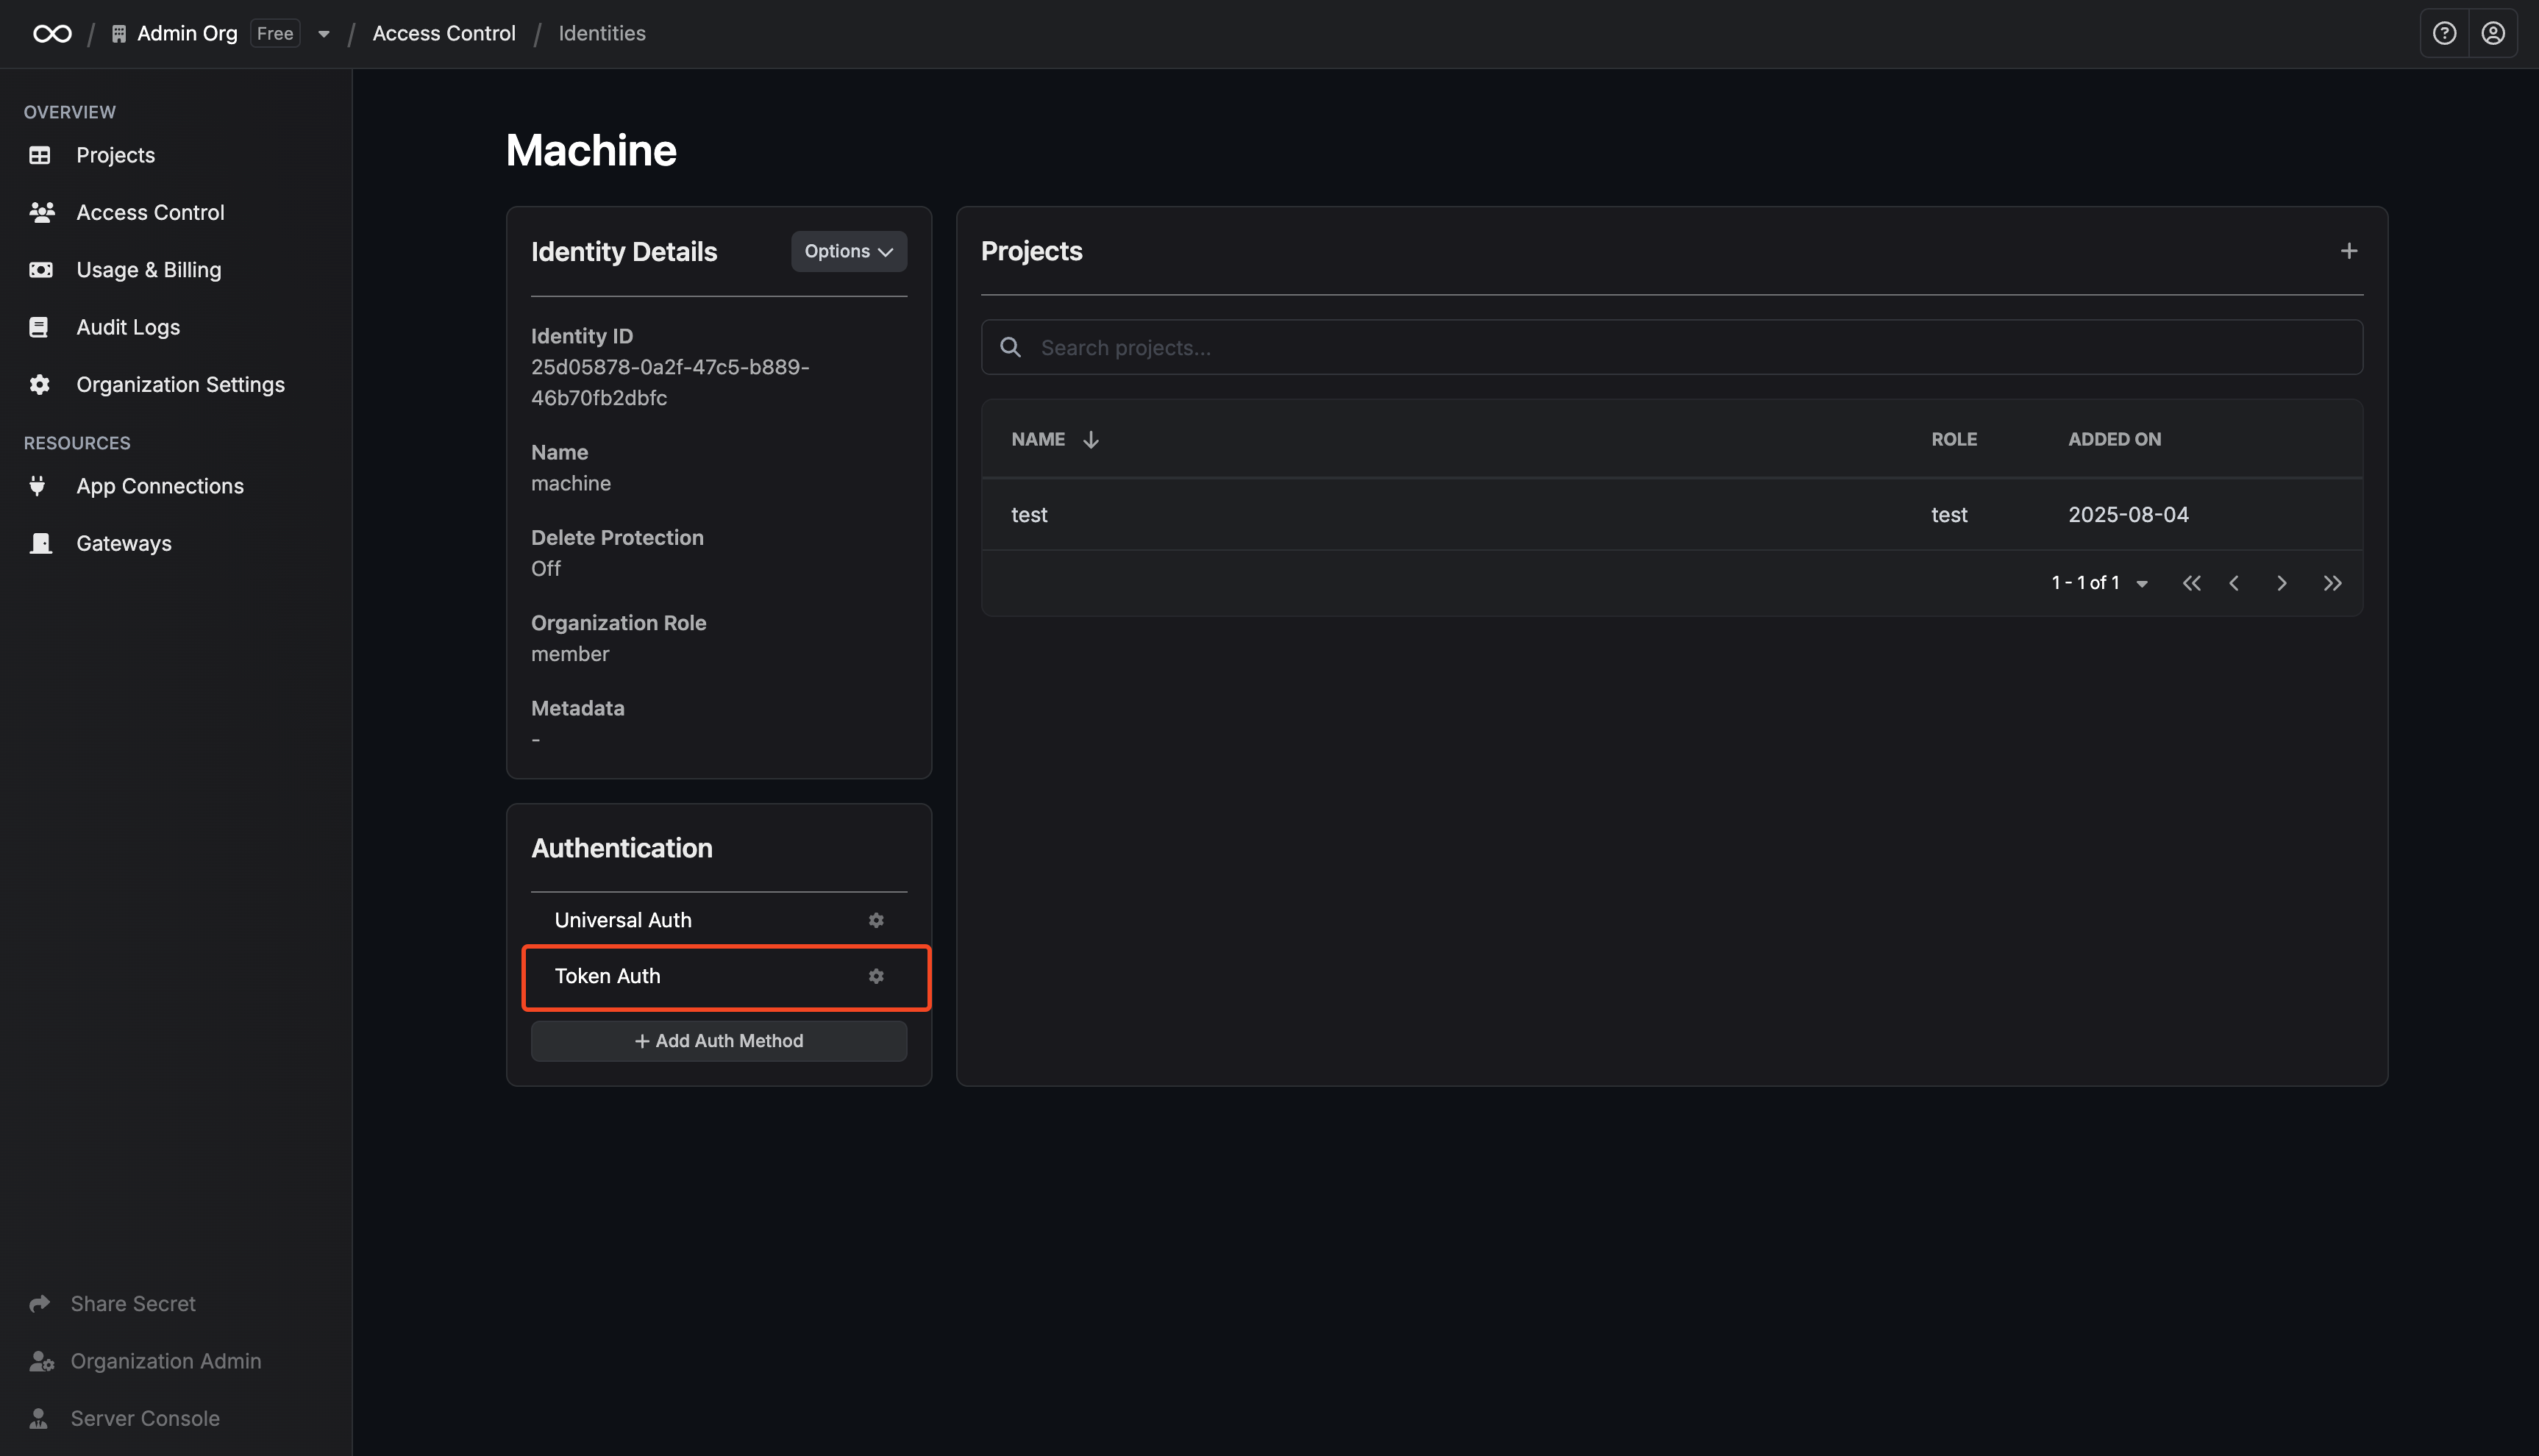 Admin Org
Free
Access Control
Identities
OVERVIEW
Projects
Access Control
Usage & Billing
Audit Logs
Organization Settings
RESOURCES
App Connections
Gateways
Share Secret
Organization Admin
Server Console
Machine
Identity Details
Options
Identity ID
25d05878-0a2f-47c5-b889-
46b70fb2dbfc
Name
machine
Delete Protection
Off
Organization Role
member
Metadata
-
Authentication
Universal Auth
Token Auth
+ Add Auth Method
Projects
Search projects...
NAME ROLE ADDED ON
test test 2025-08-04
1 - 1 of 1